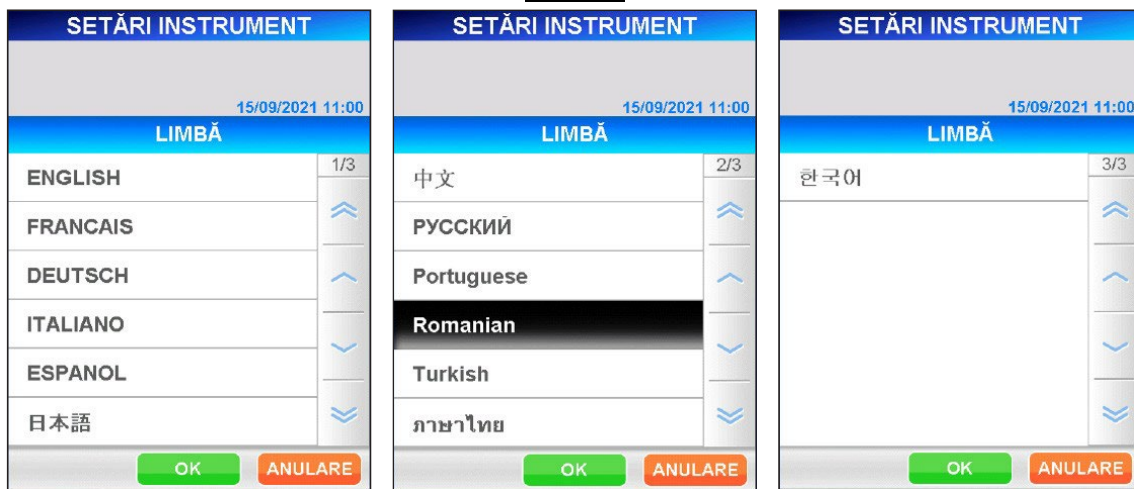 SETĂRI INSTRUMENT
15/09/2021 11:00
LIMBĂ
1/3
ENGLISH
FRANCAIS
DEUTSCH
ITALIANO
ESPANOL
日本語
OK
ANULARE
SETĂRI INSTRUMENT
15/09/2021 11:00
LIMBĂ
2/3
中文
РУССКИЙ
Portuguese
Romanian
Turkish
ภาษาไทย
OK
ANULARE
SETĂRI INSTRUMENT
15/09/2021 11:00
LIMBĂ
3/3
한국어
OK
ANULARE